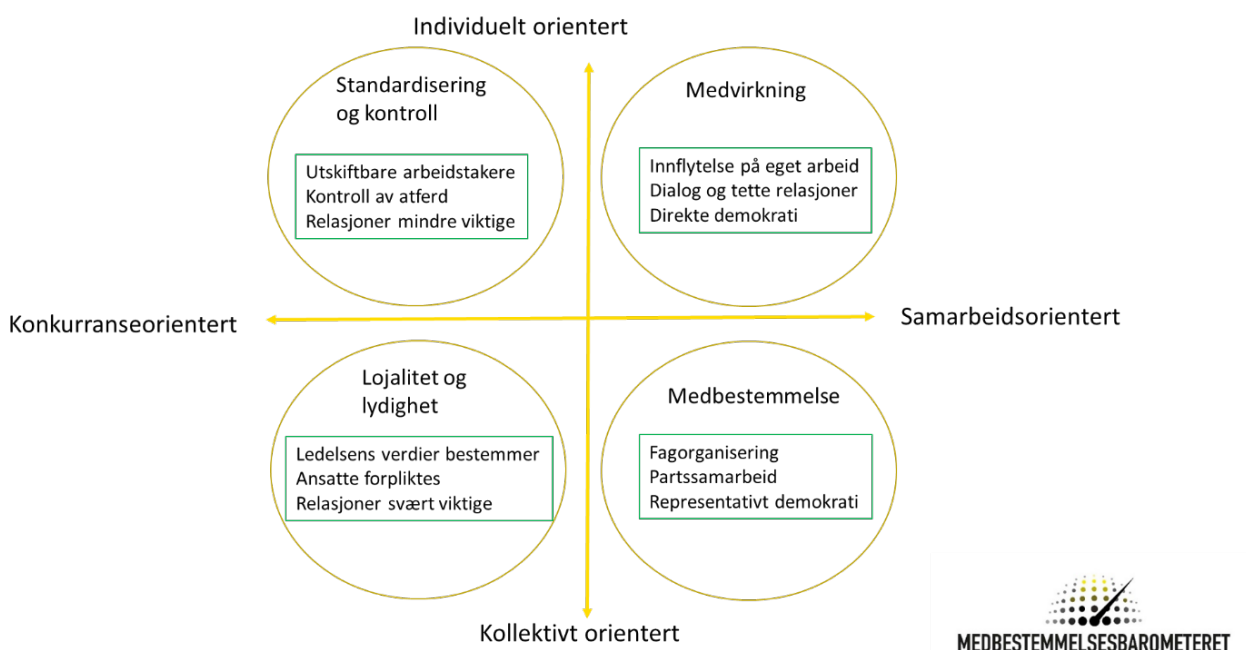 Individuelt orientert
Standardisering
og kontroll
Utskiftbare arbeidstakere
Kontroll av atferd
Relasjoner mindre viktige
Medvirkning
Innflytelse på eget arbeid
Dialog og tette relasjoner
Direkte demokrati
Konkurranseorientert
Samarbeidsorientert
Lojalitet og
lydighet
Ledelsens verdier bestemmer
Ansatte forpliktes
Relasjoner svært viktige
Medbestemmelse
Fagorganisering
Partssamarbeid
Representativt demokrati
Kollektivt orientert
MEDBESTEMMELSESBAROMETERET